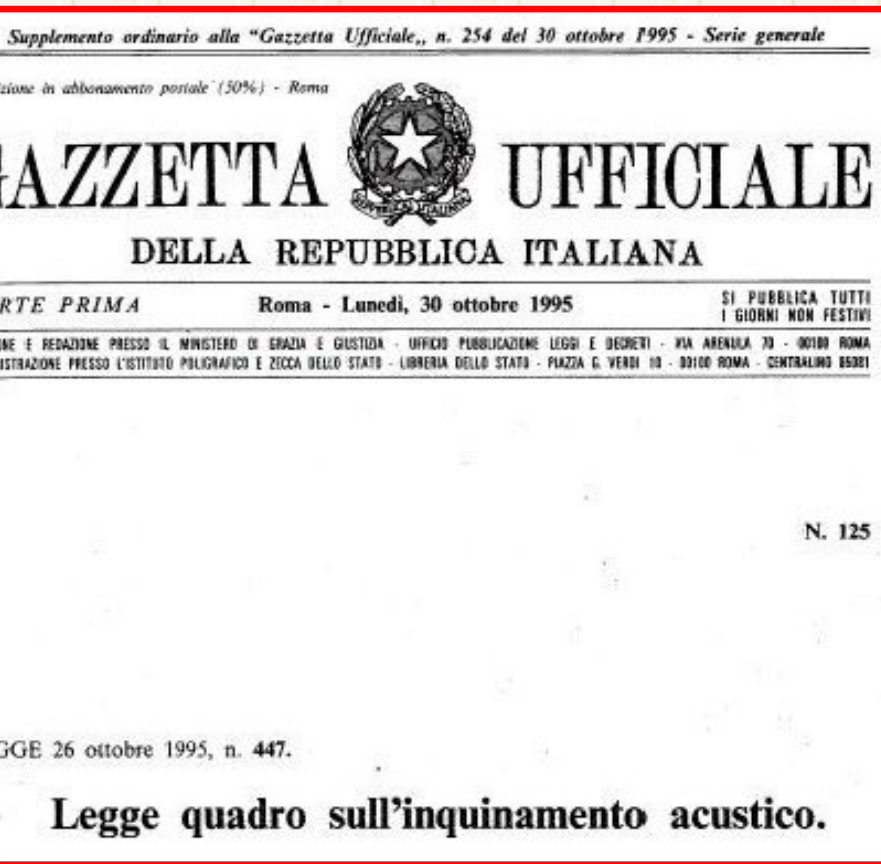 Supplemento ordinario alla “Gazzetta Ufficiale„ n. 254 del 30 ottobre 1995 - Serie generale
zione in abbonamento postale (50%) - Roma
GAZZETTA UFFICIALE
DELLA REPUBBLICA ITALIANA
RTE PRIMA Roma - Lunedì, 30 ottobre 1995 SI PUBBLICA TUTTI
I GIORNI NON FESTIVI
NE E REDAZIONE PRESSO IL MINISTERO DI GRAZIA E GIUSTIZIA - UFFICIO PUBBLICAZIONE LEGGI E DECRETI - VIA ARENULA 70 - 00100 ROMA
ISTRAZIONE PRESSO L'ISTITUTO POLIGRAFICO E ZECCA DELLO STATO - LIBRERIA DELLO STATO - PIAZZA G. VERDI 10 - 00100 ROMA - CENTRALINO 85081
N. 125
GGE 26 ottobre 1995, n. 447.
Legge quadro sull'inquinamento acustico.